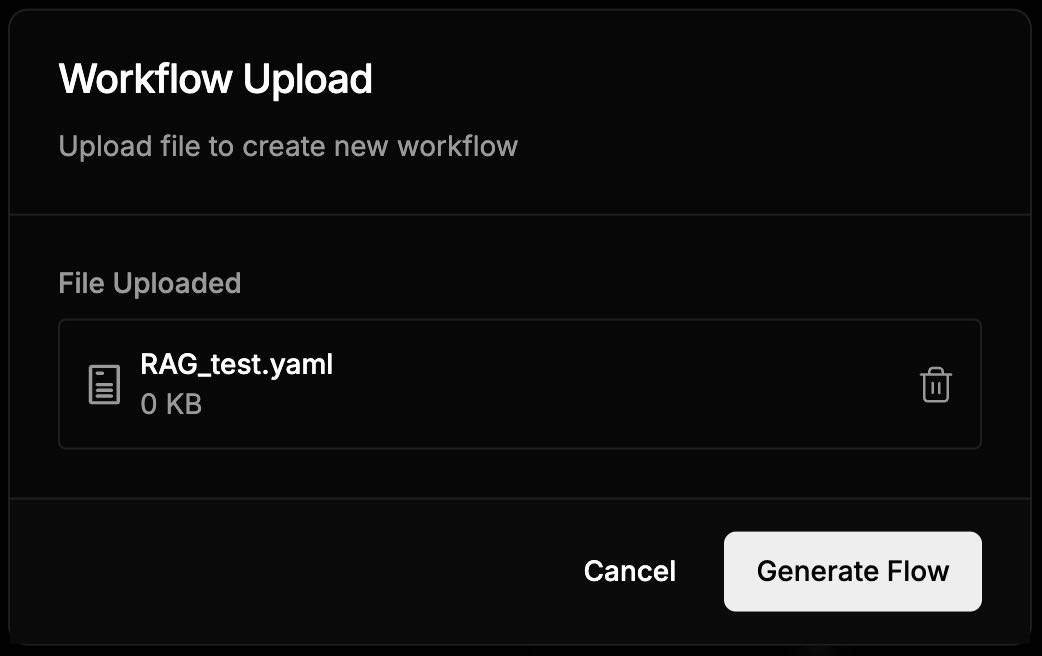 Workflow Upload
Upload file to create new workflow
File Uploaded
RAG_test.yaml
0 KB
Cancel
Generate Flow